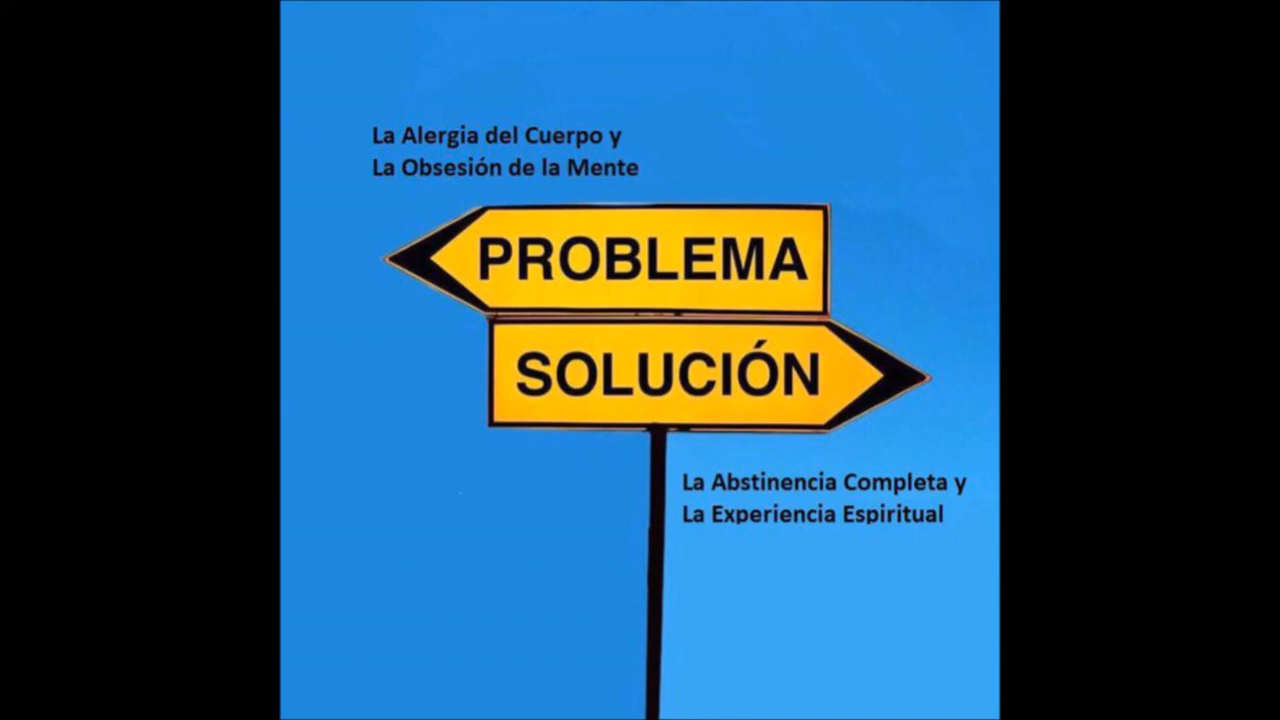 La Alergia del Cuerpo y
La Obsesión de la Mente
PROBLEMA
SOLUCIÓN
La Abstinencia Completa y
La Experiencia Espiritual